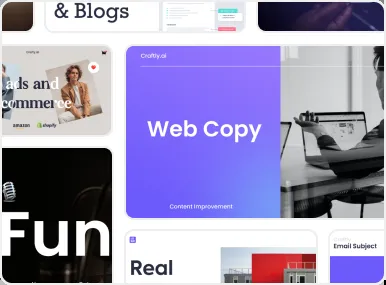 & Blogs
Craftly.ai
ads and
commerce
amazon
shopify
Craftly.ai
Web Copy
Content Improvement
Fun
Real
Email Subject